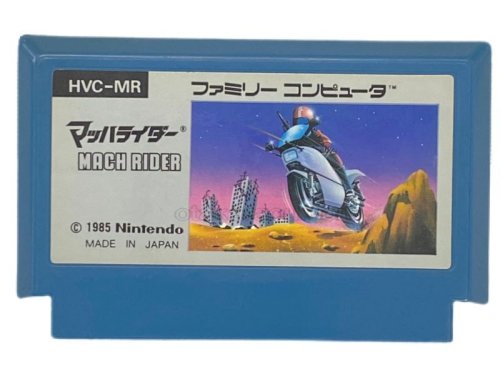 HVC-MR
ファミリー コンピュータ™
マッハライダー®
MACH RIDER
© 1985 Nintendo
MADE IN JAPAN